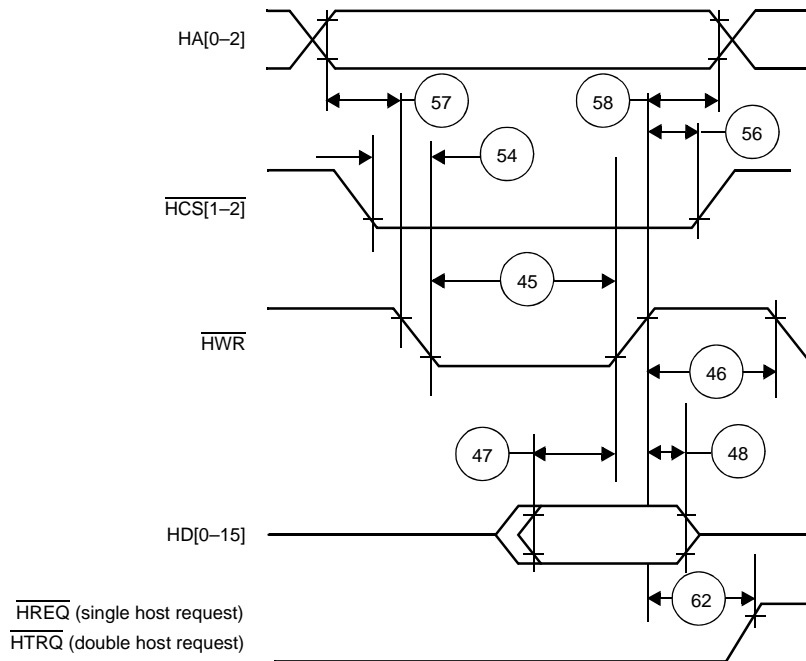 HA[0–2]
57
58
56
54
HCS[1–2]
45
HWR
46
47
48
HD[0–15]
62
HREQ (single host request)
HTRQ (double host request)